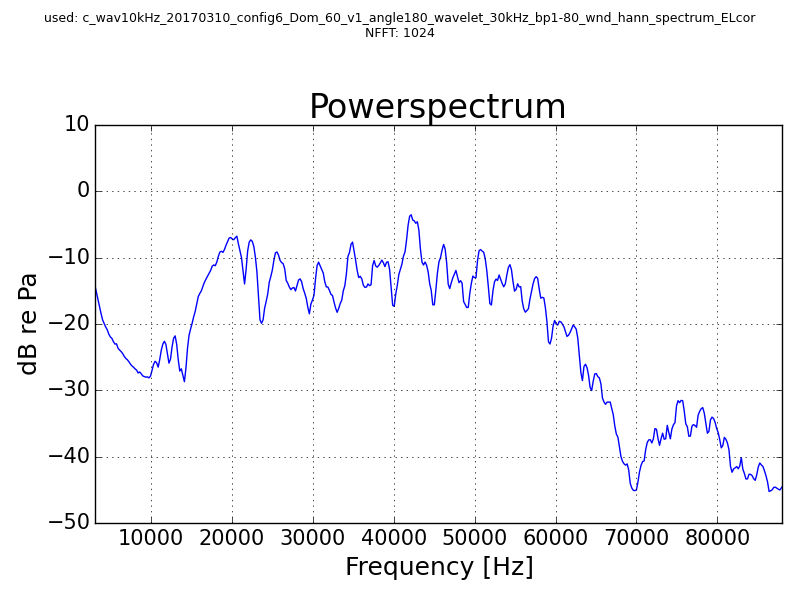 used: c_wav10kHz_20170310_config6_Dom_60_v1_angle180_wavelet_30kHz_bp1-80_wnd_hann_spectrum_ELcor
NFFT: 1024
Powerspectrum
10
0
−10
−20
−30
−40
−50
dB re Pa
10000 20000 30000 40000 50000 60000 70000 80000
Frequency [Hz]